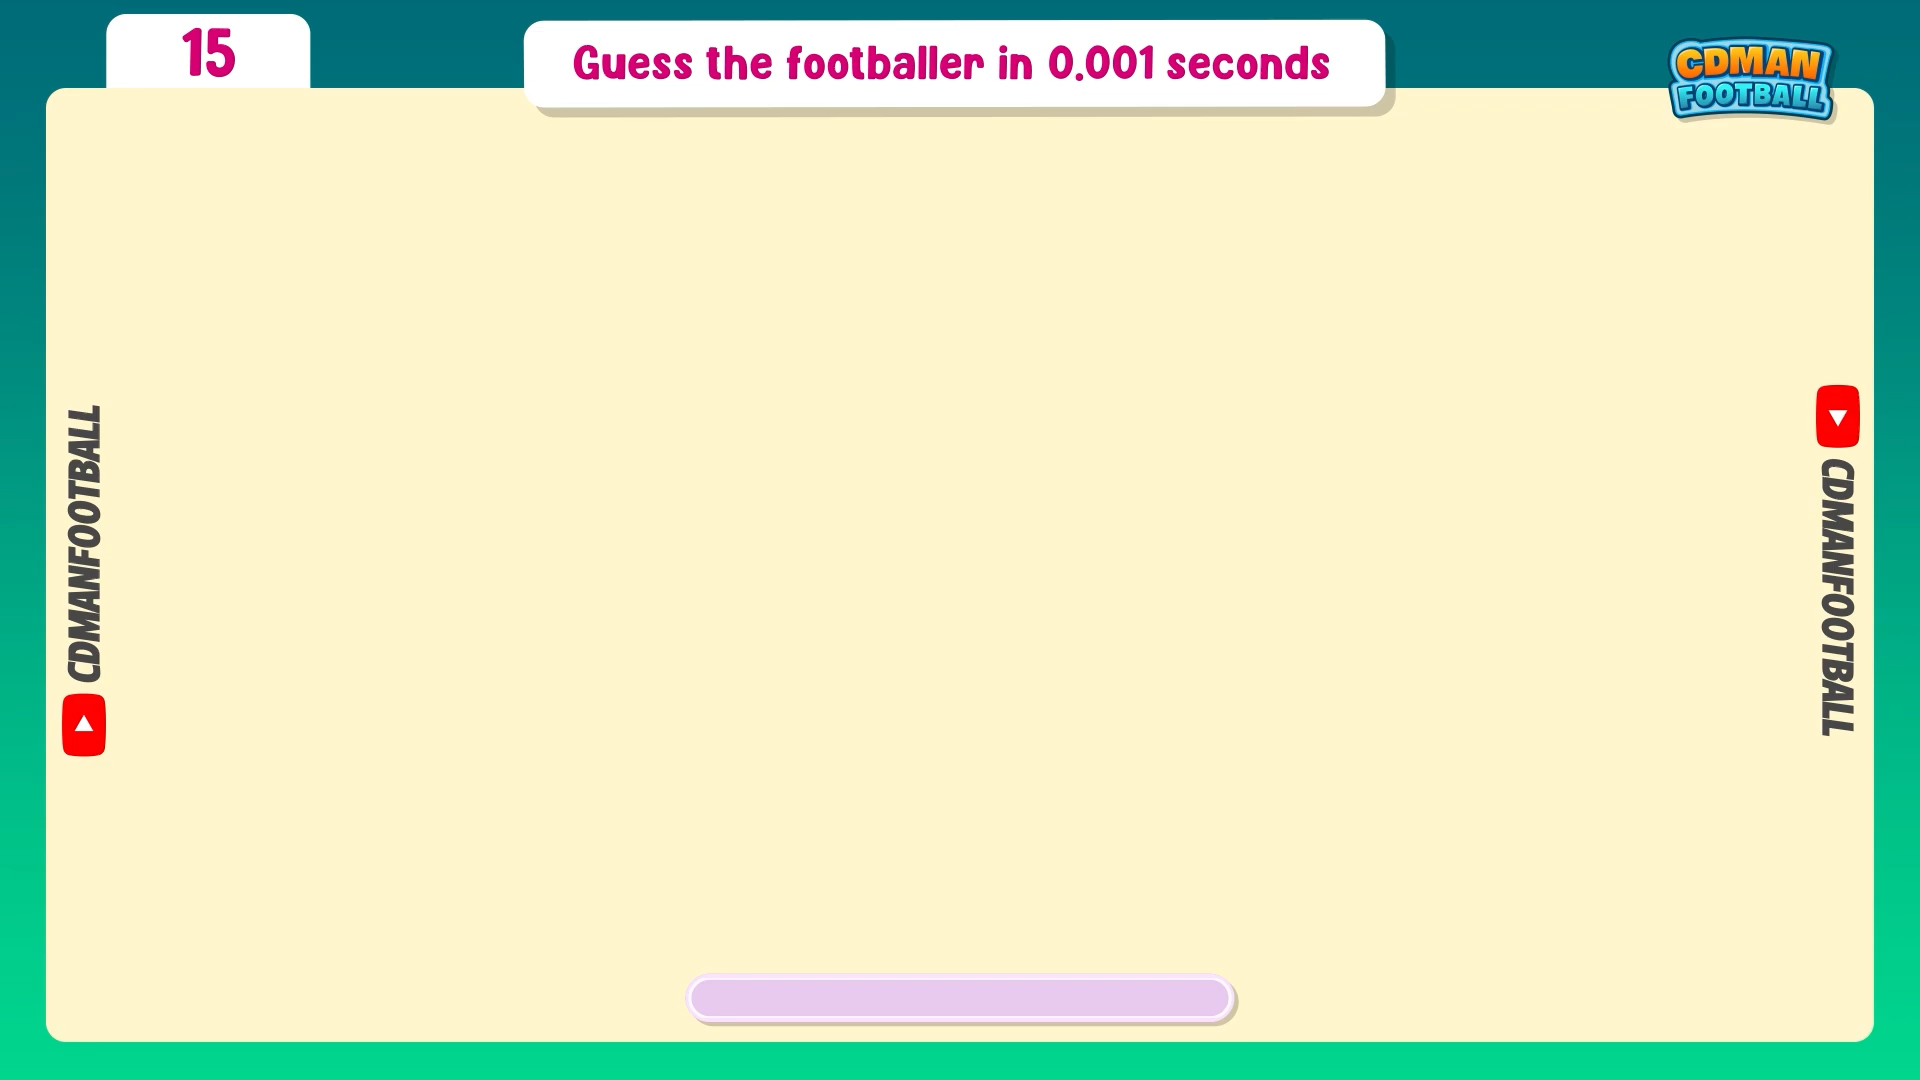 15
Guess the footballer in 0.001 seconds
CDMAN
FOOTBALL
CDMANFOOTBALL
CDMANFOOTBALL